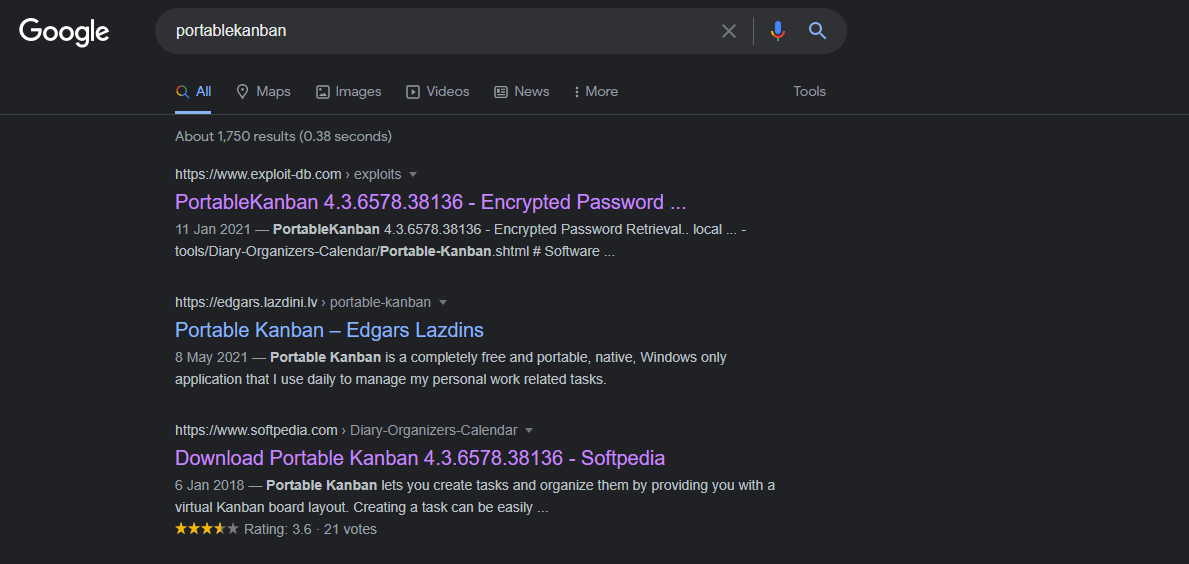 Google
portablekanban
All Maps Images Videos News More Tools
About 1,750 results (0.38 seconds)
https://www.exploit-db.com › exploits
PortableKanban 4.3.6578.38136 - Encrypted Password ...
11 Jan 2021 — PortableKanban 4.3.6578.38136 - Encrypted Password Retrieval.. local ... -
tools/Diary-Organizers-Calendar/Portable-Kanban.shtml # Software ...
https://edgars.lazdini.lv › portable-kanban
Portable Kanban – Edgars Lazdins
8 May 2021 — Portable Kanban is a completely free and portable, native, Windows only
application that I use daily to manage my personal work related tasks.
https://www.softpedia.com › Diary-Organizers-Calendar
Download Portable Kanban 4.3.6578.38136 - Softpedia
6 Jan 2018 — Portable Kanban lets you create tasks and organize them by providing you with a
virtual Kanban board layout. Creating a task can be easily ...
Rating: 3.6 · 21 votes